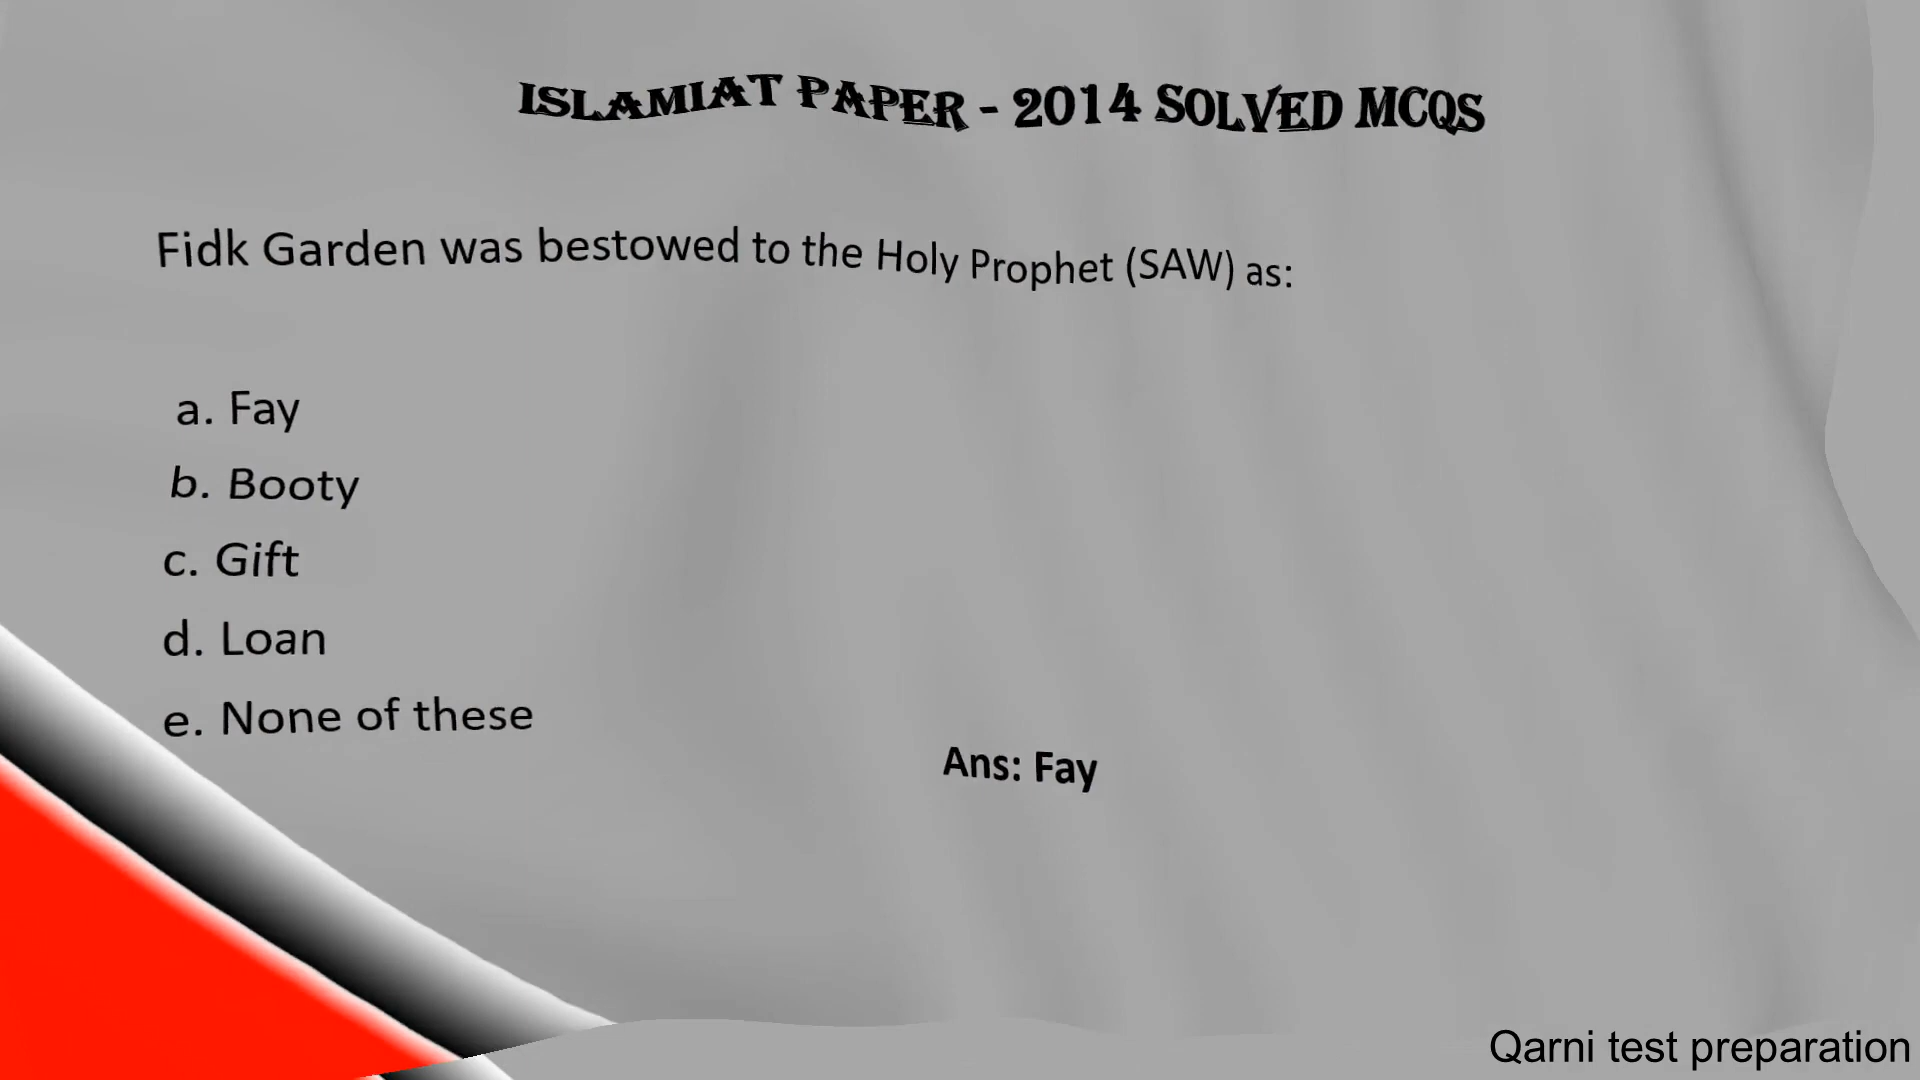 ISLAMIAT PAPER - 2014 SOLVED MCQS
Fidk Garden was bestowed to the Holy Prophet (SAW) as:
a. Fay
b. Booty
c. Gift
d. Loan
e. None of these
Ans: Fay
Qarni test preparation